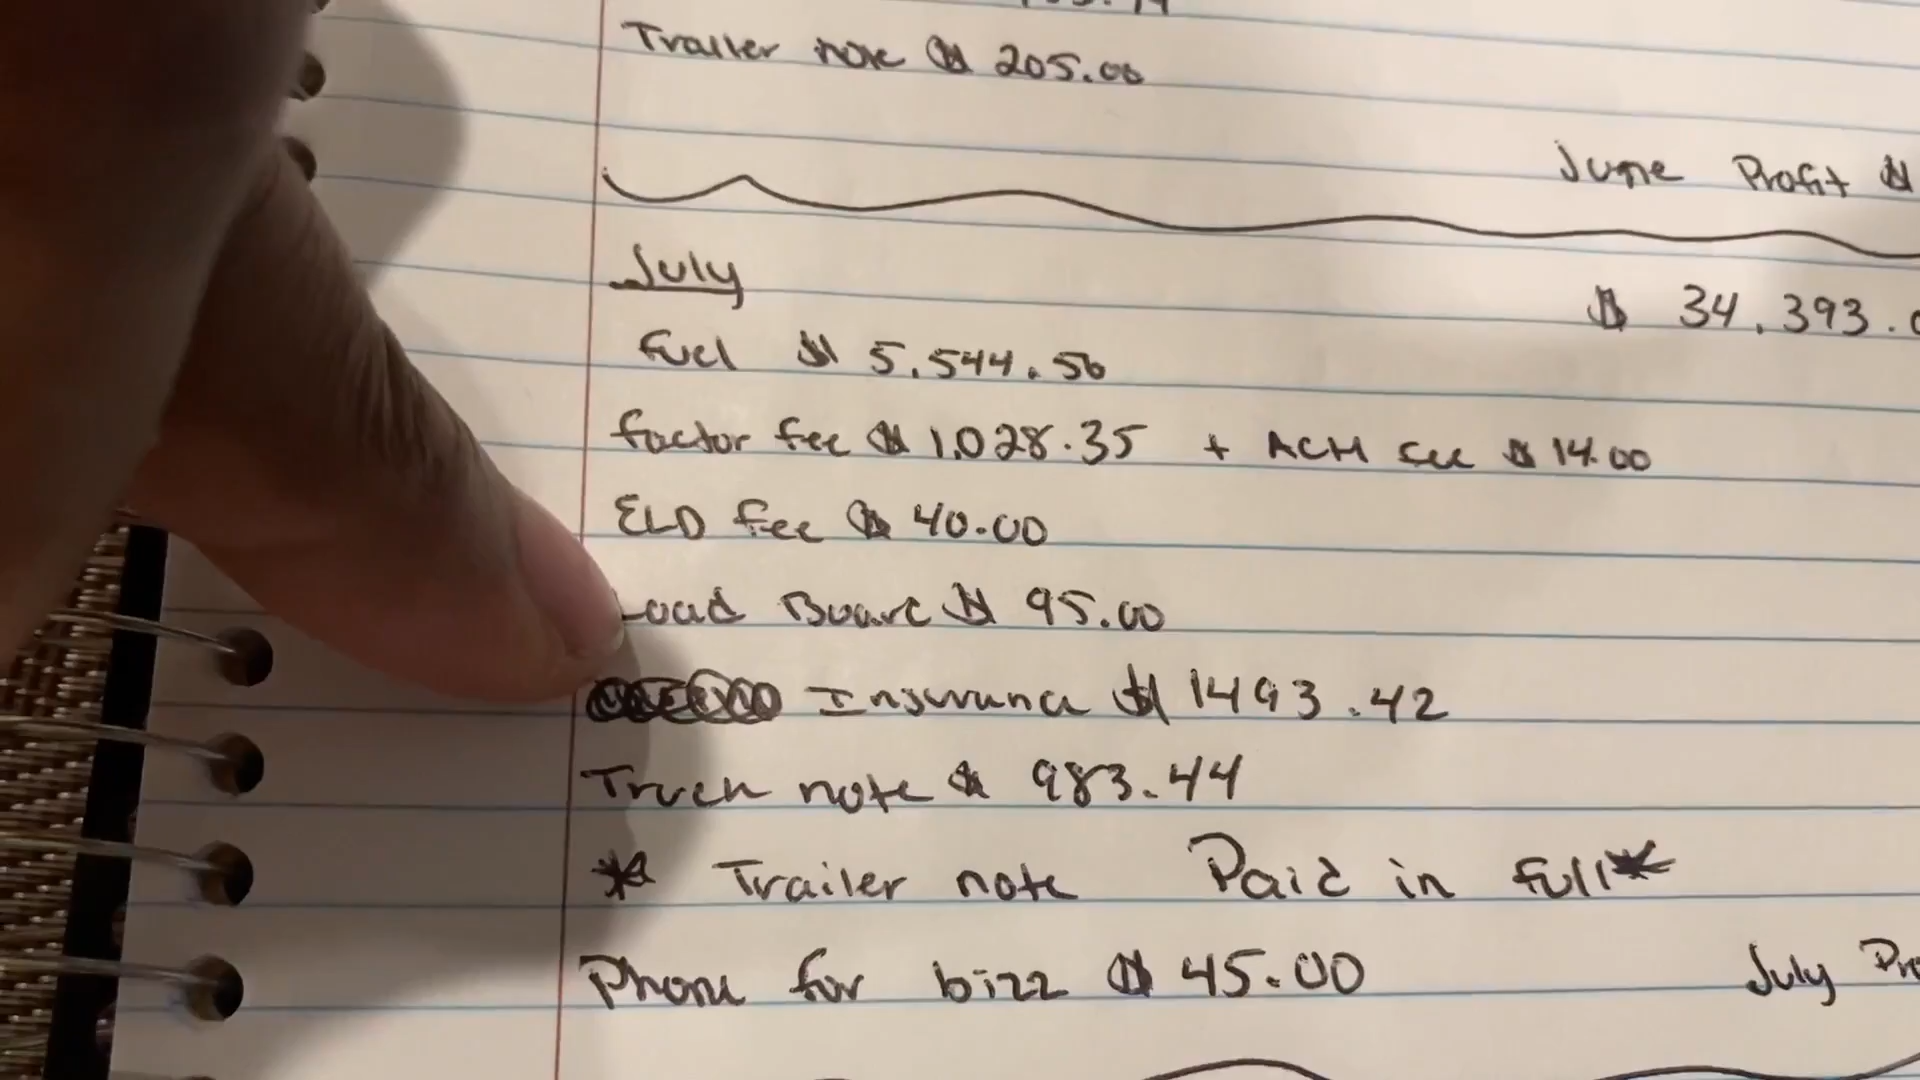 Trailer note $ 205.00
June Profit $
July
$ 34,393.
Fuel $ 5,544.56
factor fee $ 1,028.35 + ACH fee $ 14.00
ELD fee $ 40.00
Load Board $ 95.00
Insurance $ 1493.42
Truck note $ 983.44
* Trailer note Paid in full*
Phone for bizz $ 45.00
July